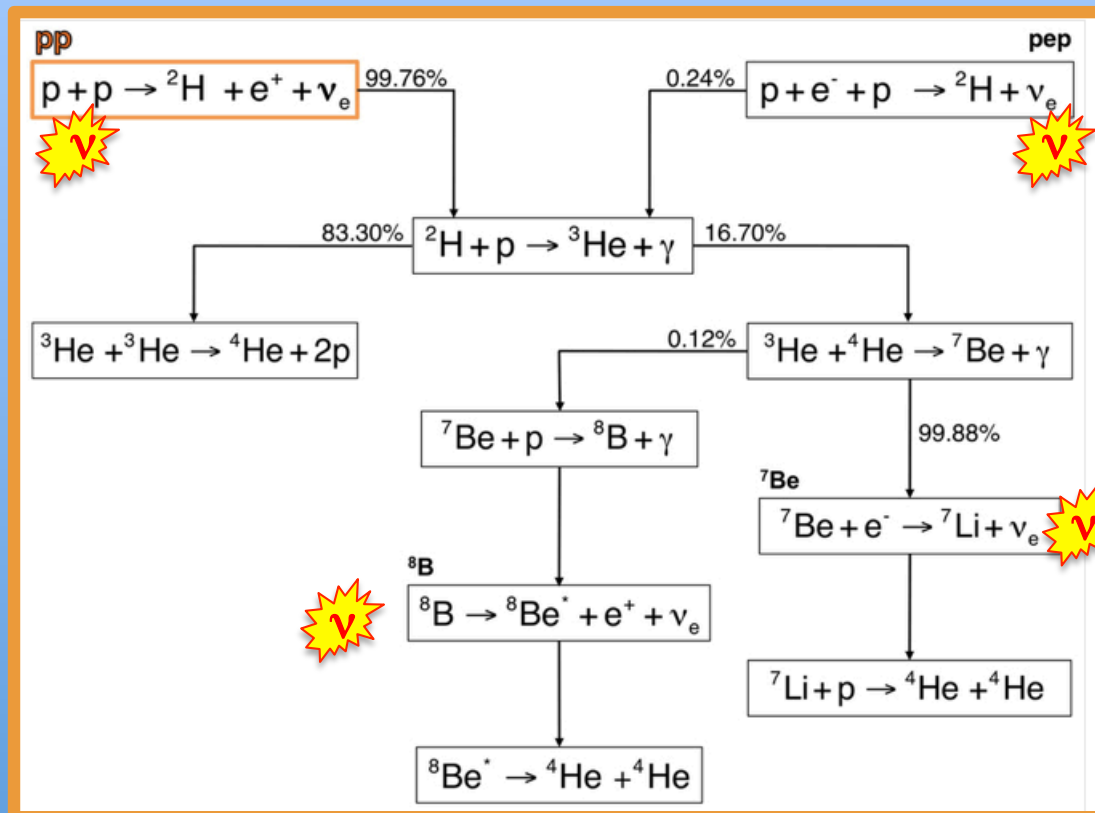 pp
pep
p + p → ²H + e⁺ + νₑ
99.76%
0.24%
p + e⁻ + p → ²H + νₑ
ν
ν
83.30%
²H + p → ³He + γ
16.70%
³He + ³He → ⁴He + 2p
0.12%
³He + ⁴He → ⁷Be + γ
⁷Be + p → ⁸B + γ
99.88%
⁷Be
⁷Be + e⁻ → ⁷Li + νₑ
ν
⁸B
ν
⁸B → ⁸Be* + e⁺ + νₑ
⁷Li + p → ⁴He + ⁴He
⁸Be* → ⁴He + ⁴He